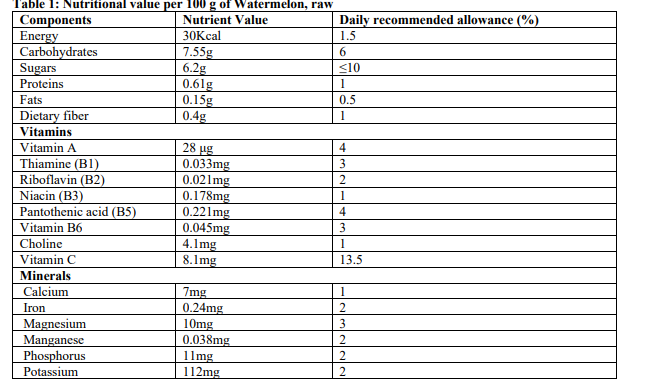 Table 1: Nutritional value per 100 g of Watermelon, raw
Components Nutrient Value Daily recommended allowance (%)
Energy 30Kcal 1.5
Carbohydrates 7.55g 6
Sugars 6.2g ≤10
Proteins 0.61g 1
Fats 0.15g 0.5
Dietary fiber 0.4g 1
Vitamins
Vitamin A 28 µg 4
Thiamine (B1) 0.033mg 3
Riboflavin (B2) 0.021mg 2
Niacin (B3) 0.178mg 1
Pantothenic acid (B5) 0.221mg 4
Vitamin B6 0.045mg 3
Choline 4.1mg 1
Vitamin C 8.1mg 13.5
Minerals
Calcium 7mg 1
Iron 0.24mg 2
Magnesium 10mg 3
Manganese 0.038mg 2
Phosphorus 11mg 2
Potassium 112mg 2